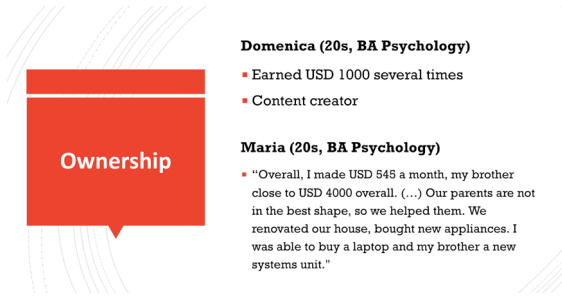 Ownership
Domenica (20s, BA Psychology)
Earned USD 1000 several times
Content creator
Maria (20s, BA Psychology)
“Overall, I made USD 545 a month, my brother
close to USD 4000 overall. (…) Our parents are not
in the best shape, so we helped them. We
renovated our house, bought new appliances. I
was able to buy a laptop and my brother a new
systems unit."